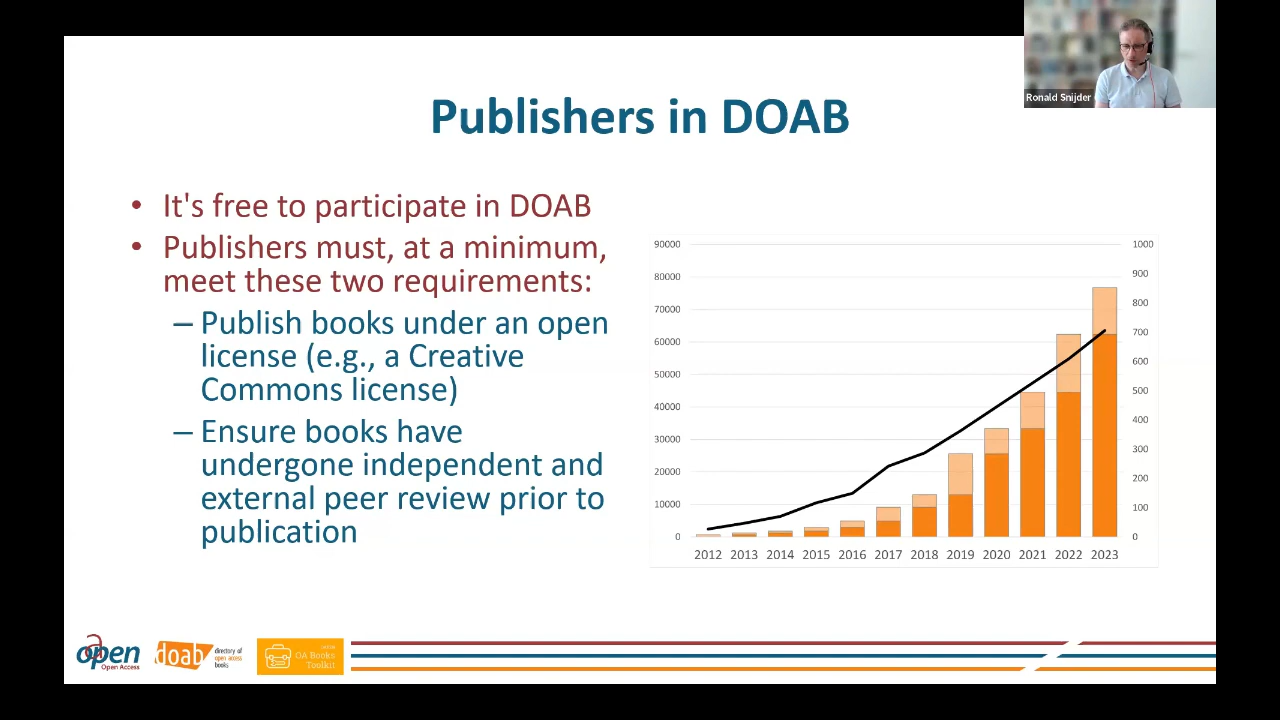 Ronald Snijder
Publishers in DOAB
• It's free to participate in DOAB
• Publishers must, at a minimum,
meet these two requirements:
– Publish books under an open
license (e.g., a Creative
Commons license)
– Ensure books have
undergone independent and
external peer review prior to
publication
90000
80000
70000
60000
50000
40000
30000
20000
10000
0
1000
900
800
700
600
500
400
300
200
100
0
2012 2013 2014 2015 2016 2017 2018 2019 2020 2021 2022 2023
open
Open Access
doab
directory of
open access
books
OA Books
Toolkit